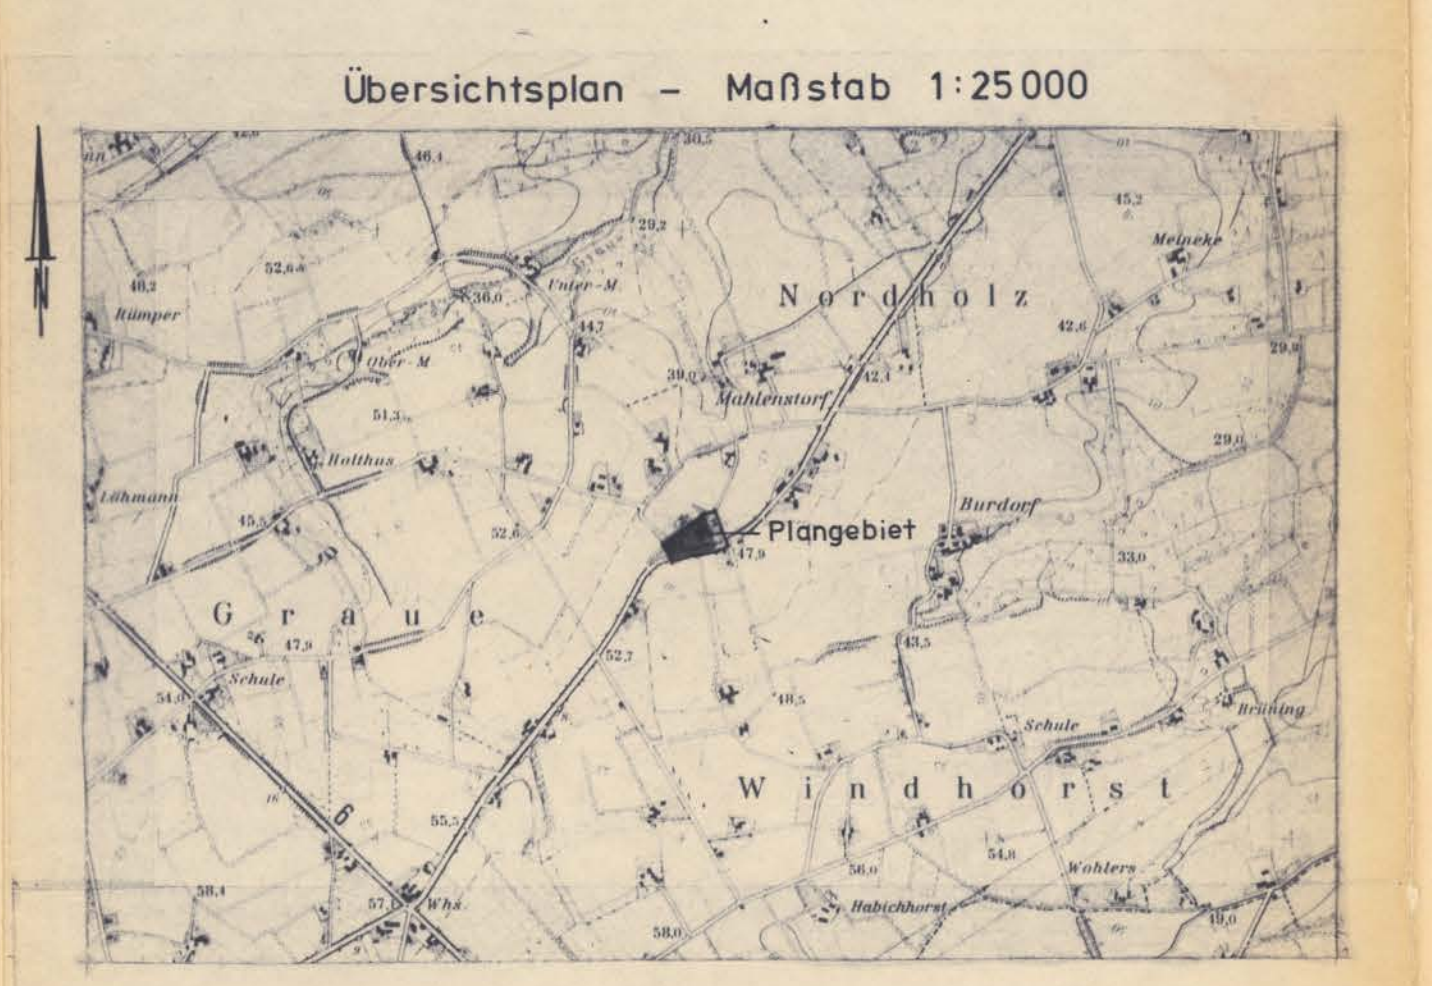 Übersichtsplan – Maßstab 1:25000
N
30,5
46,4
45,2
29,2
Meineke
52,6
46,2
Unter-M.
36,0
Nordholz
Rümper
44,7
42,6
29,9
Ober-M
39,0
42,4
Mahlenstorf
51,3
29,0
Holthus
Löhmann
45,5
52,6
Burdorf
Plangebiet
47,9
33,0
Graue
47,9
43,5
52,7
Schule
54,0
48,5
Brüning
Schule
Windhorst
6
55,5
54,8
56,0
Wohlers
58,4
57,
Whs.
Habichhorst
49,0
58,0